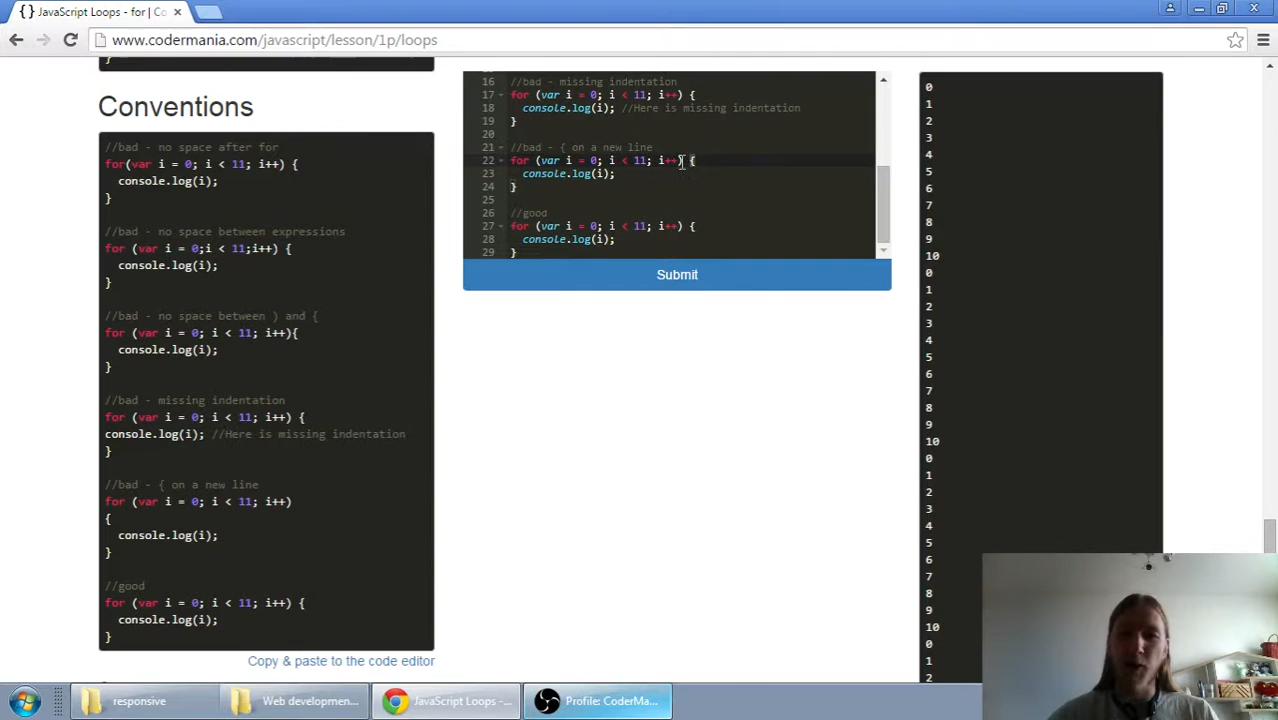 {} JavaScript Loops - for | Co
www.codermania.com/javascript/lesson/1p/loops
}
Conventions
//bad - no space after for
for(var i = 0; i < 11; i++) {
console.log(i);
}
//bad - no space between expressions
for (var i = 0;i < 11;i++) {
console.log(i);
}
//bad - no space between ) and {
for (var i = 0; i < 11; i++){
console.log(i);
}
//bad - missing indentation
for (var i = 0; i < 11; i++) {
console.log(i); //Here is missing indentation
}
//bad - { on a new line
for (var i = 0; i < 11; i++)
{
console.log(i);
}
//good
for (var i = 0; i < 11; i++) {
console.log(i);
}
Copy & paste to the code editor
16 //bad - missing indentation
17 for (var i = 0; i < 11; i++) {
18 console.log(i); //Here is missing indentation
19 }
20
21 //bad - { on a new line
22 for (var i = 0; i < 11; i++) {
23 console.log(i);
24 }
25
26 //good
27 for (var i = 0; i < 11; i++) {
28 console.log(i);
29 }
Submit
0
1
2
3
4
5
6
7
8
9
10
0
1
2
3
4
5
6
7
8
9
10
0
1
2
3
4
5
6
7
8
9
10
0
1
2
responsive
Web developmen...
JavaScript Loops -...
Profile: CoderMa...